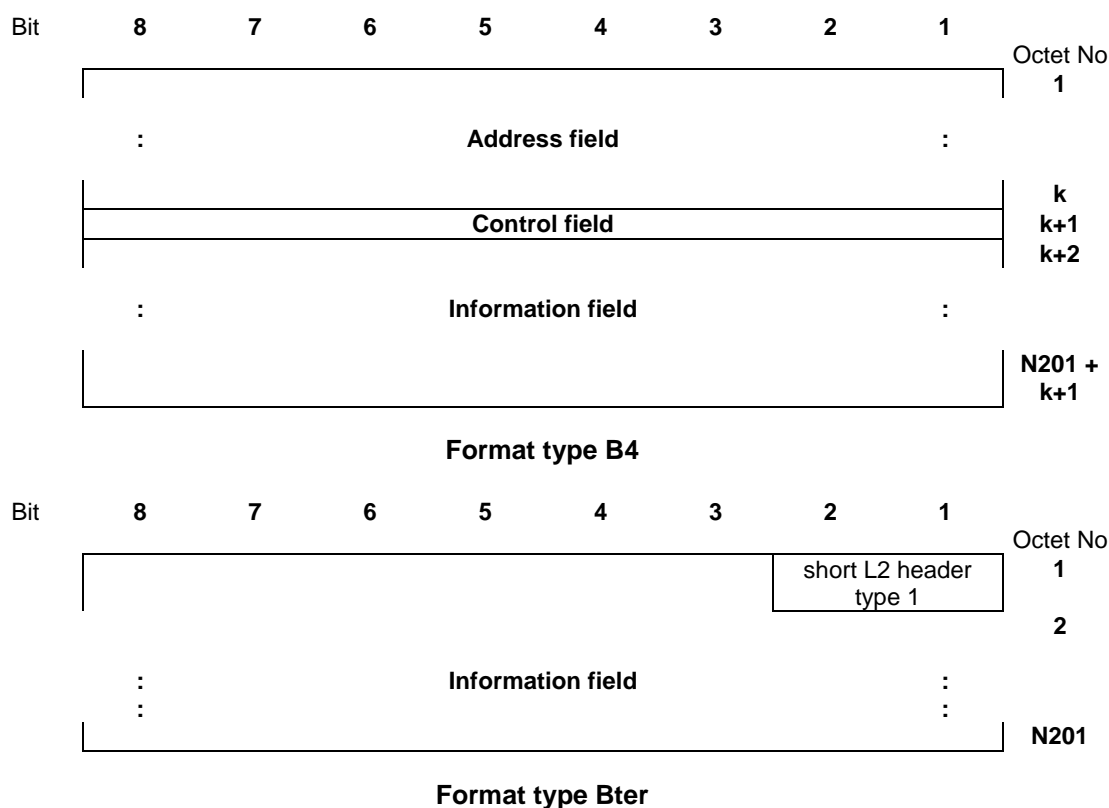 Bit 8 7 6 5 4 3 2 1
Octet No
1
: Address field :
k
Control field k+1
k+2
: Information field :
N201 +
k+1
Format type B4
Bit 8 7 6 5 4 3 2 1
Octet No
short L2 header 1
type 1
2
: Information field :
: :
N201
Format type Bter